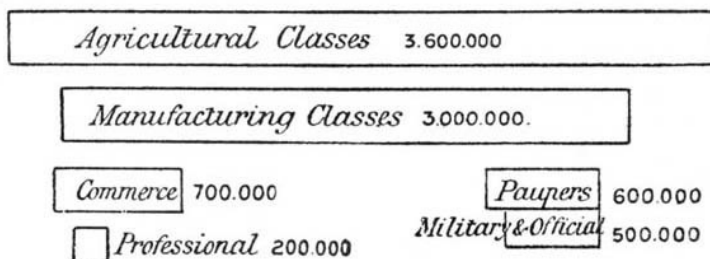 Agricultural Classes 3.600.000
Manufacturing Classes 3.000.000.
Commerce 700.000
Paupers 600.000
Military & Official 500.000
Professional 200.000